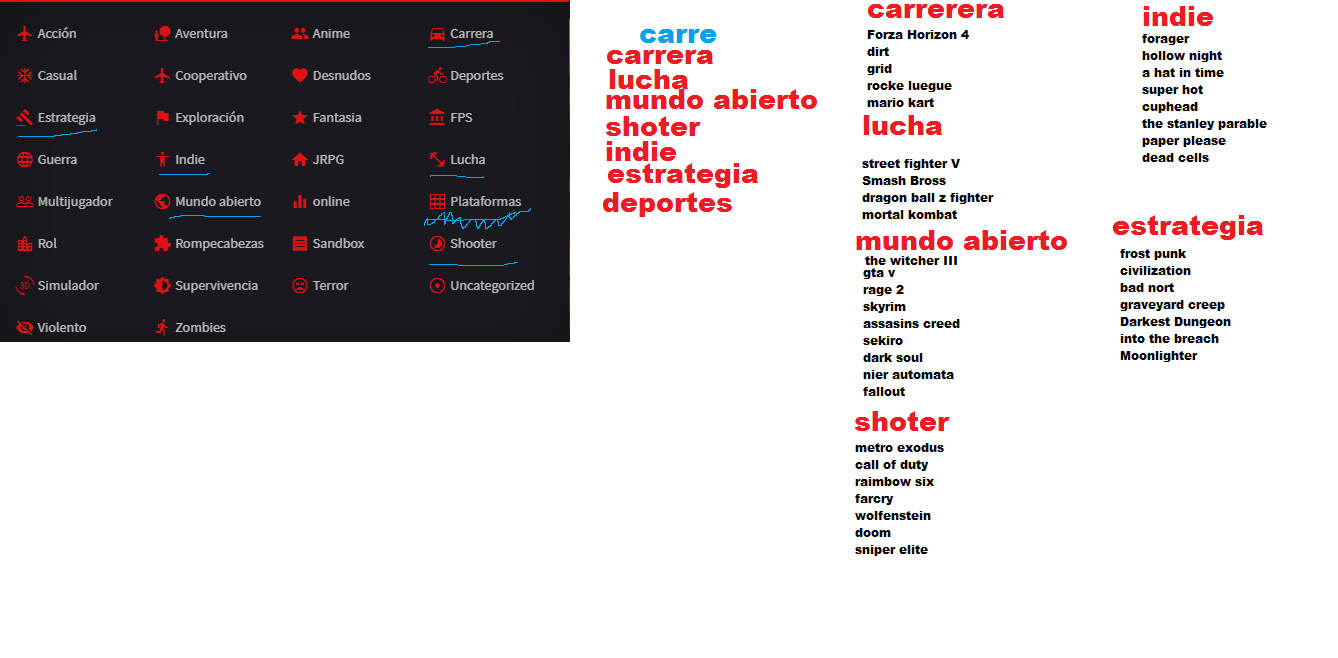 Acción
Aventura
Anime
Carrera
Casual
Cooperativo
Desnudos
Deportes
Estrategia
Exploración
Fantasia
FPS
Guerra
Indie
JRPG
Lucha
Multijugador
Mundo abierto
online
Plataformas
Rol
Rompecabezas
Sandbox
Shooter
3D
Simulador
Supervivencia
Terror
Uncategorized
Violento
Zombies
carre
carrera
lucha
mundo abierto
shoter
indie
estrategia
deportes
carrerera
Forza Horizon 4
dirt
grid
rocke luegue
mario kart
lucha
street fighter V
Smash Bross
dragon ball z fighter
mortal kombat
mundo abierto
the witcher III
gta v
rage 2
skyrim
assasins creed
sekiro
dark soul
nier automata
fallout
shoter
metro exodus
call of duty
raimbow six
farcry
wolfenstein
doom
sniper elite
indie
forager
hollow night
a hat in time
super hot
cuphead
the stanley parable
paper please
dead cells
estrategia
frost punk
civilization
bad nort
graveyard creep
Darkest Dungeon
into the breach
Moonlighter